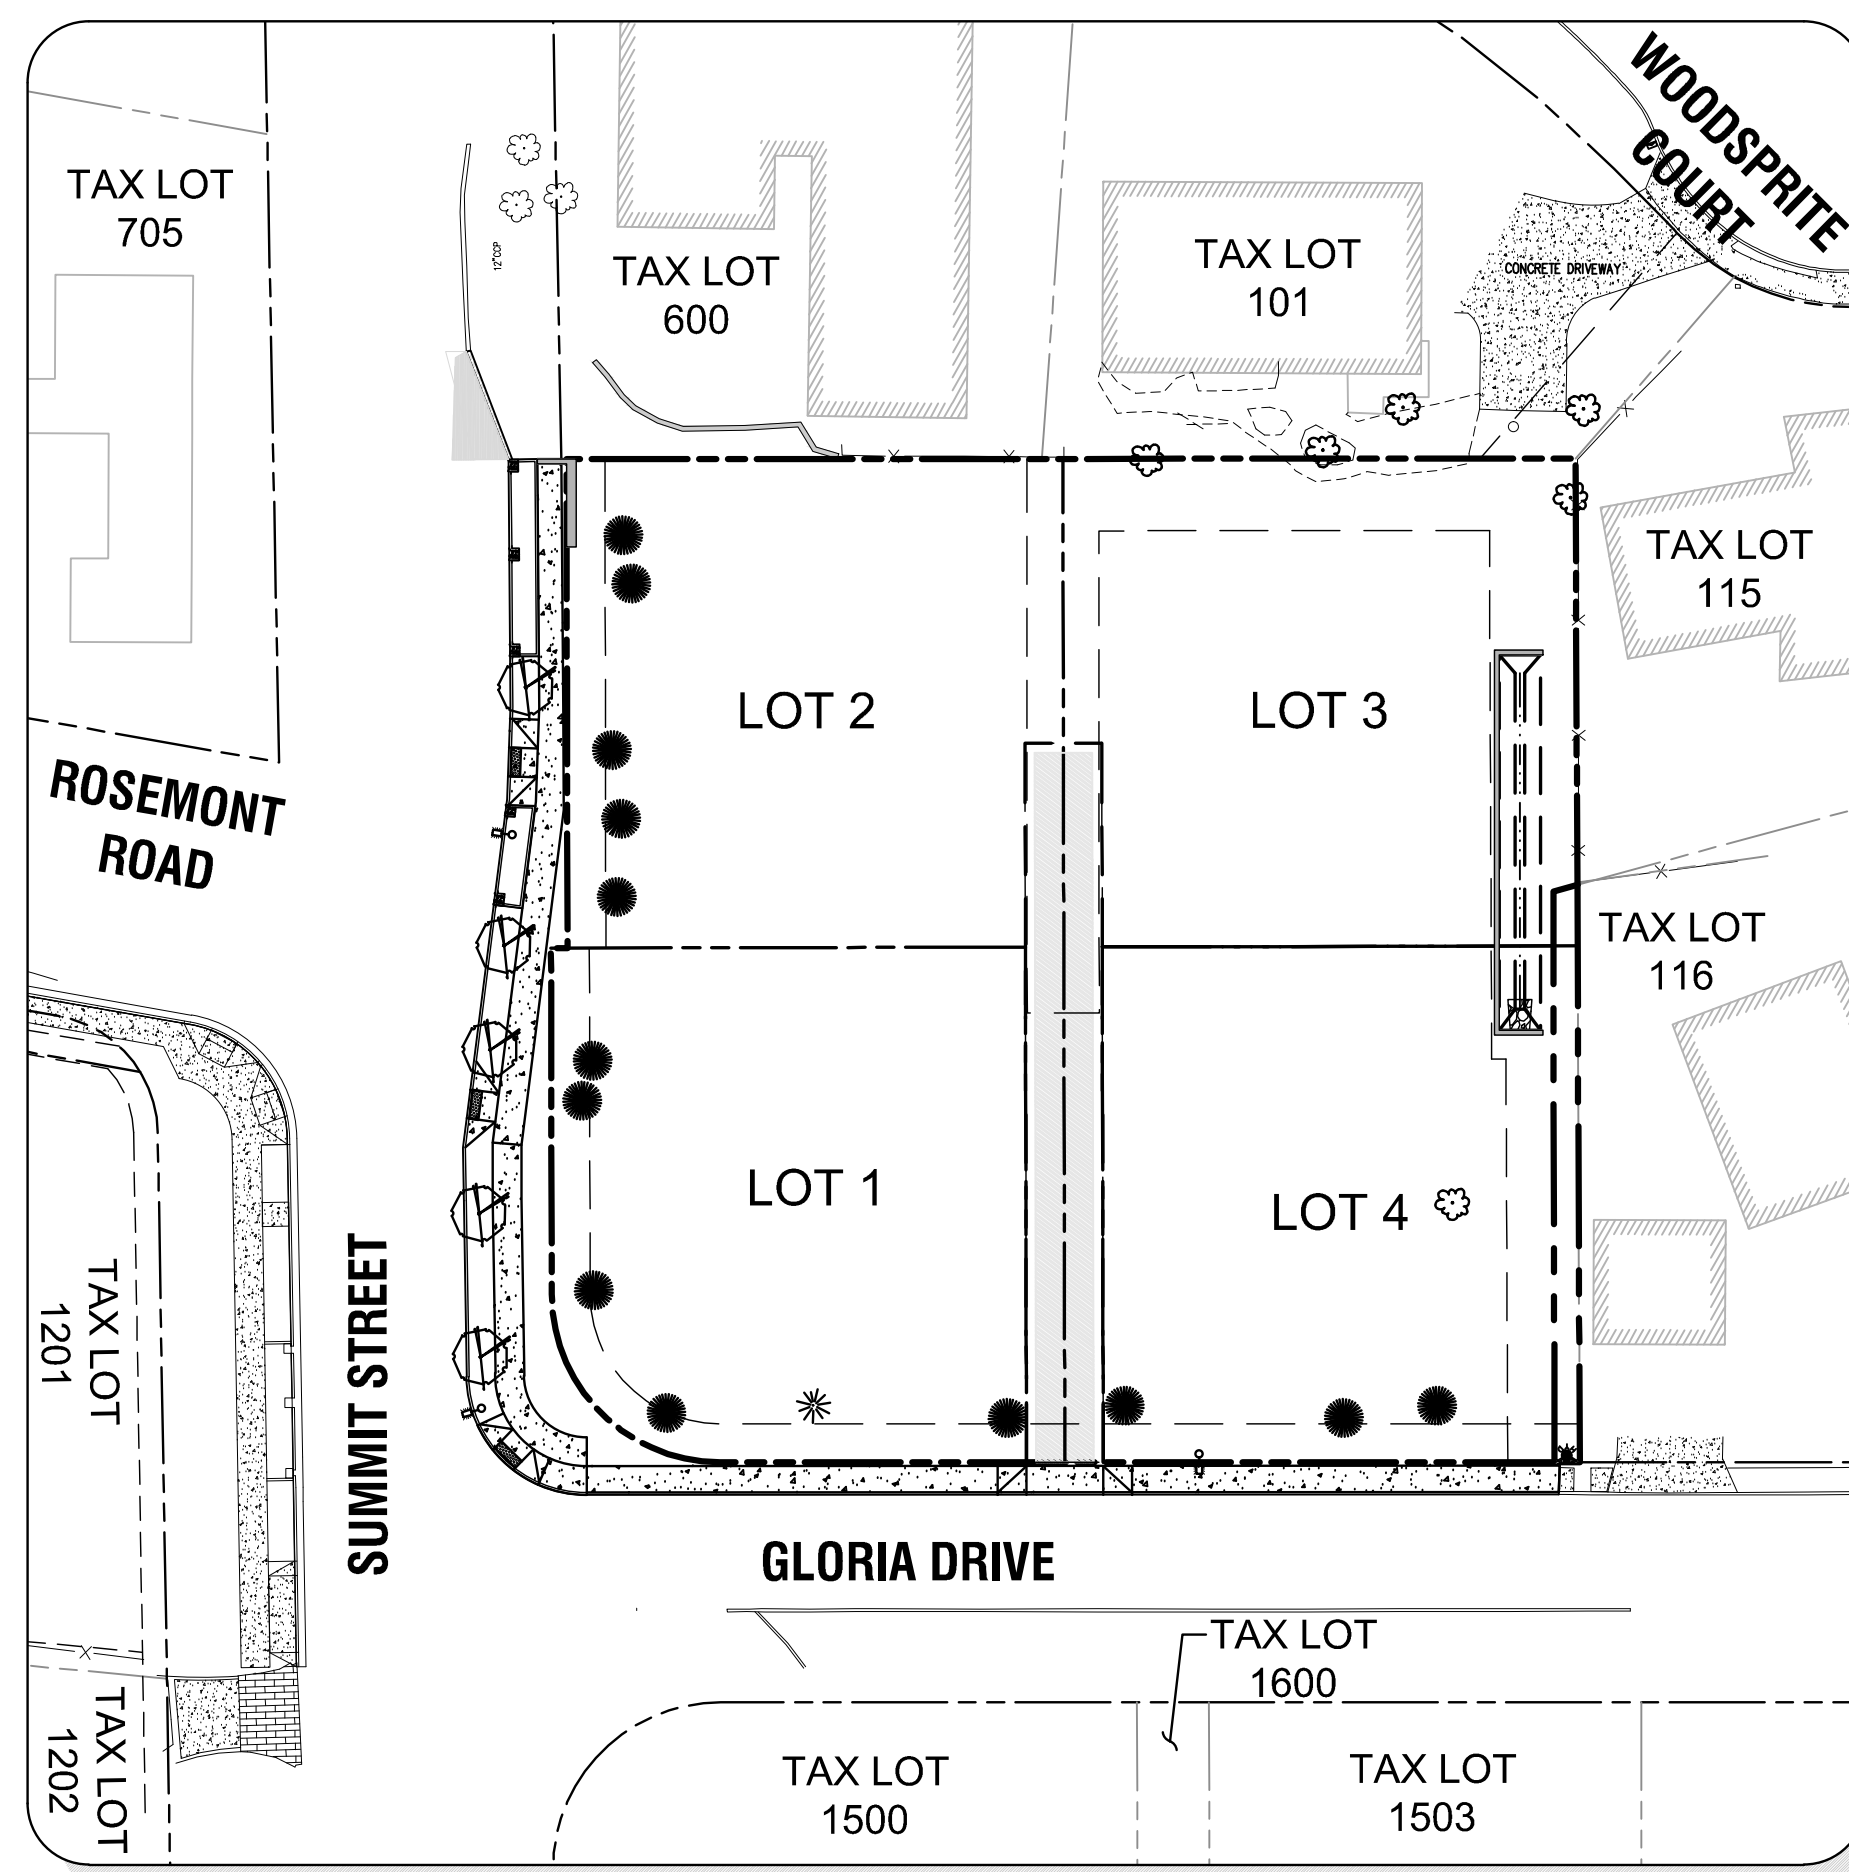 WOODSPRITE
COURT
TAX LOT
705
12"CP
TAX LOT
600
TAX LOT
101
CONCRETE DRIVEWAY
TAX LOT
115
LOT 2
LOT 3
ROSEMONT
ROAD
TAX LOT
116
LOT 1
LOT 4
SUMMIT STREET
TAX LOT
1201
GLORIA DRIVE
TAX LOT
1600
TAX LOT
1202
TAX LOT
1500
TAX LOT
1503